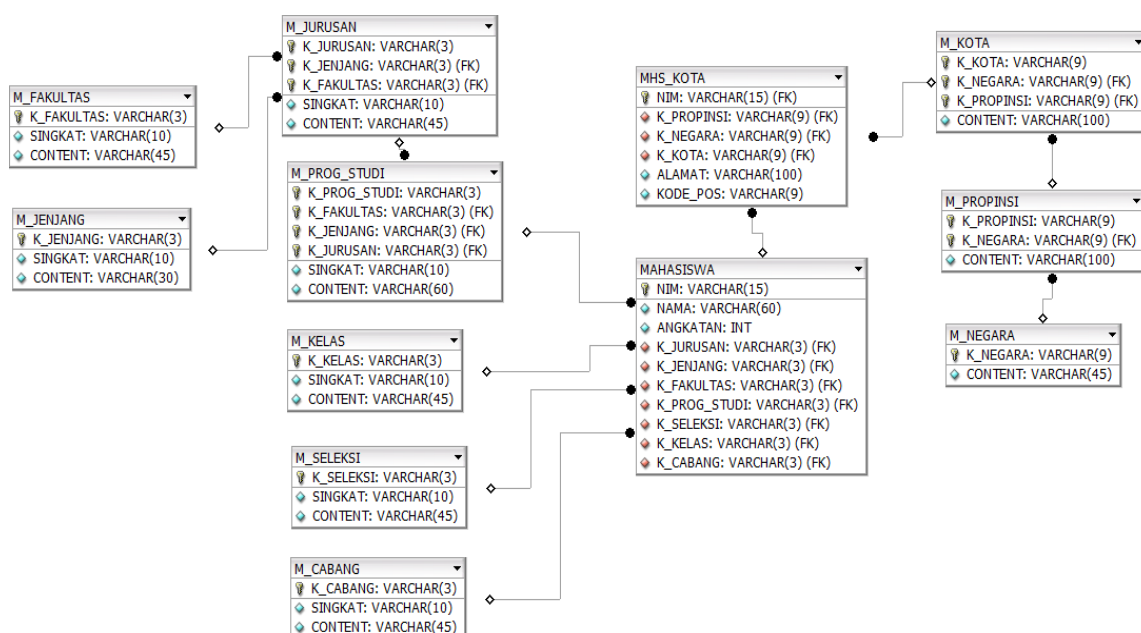 M_JURUSAN
K_JURUSAN: VARCHAR(3)
K_JENJANG: VARCHAR(3) (FK)
K_FAKULTAS: VARCHAR(3) (FK)
SINGKAT: VARCHAR(10)
CONTENT: VARCHAR(45)
M_FAKULTAS
K_FAKULTAS: VARCHAR(3)
SINGKAT: VARCHAR(10)
CONTENT: VARCHAR(45)
M_JENJANG
K_JENJANG: VARCHAR(3)
SINGKAT: VARCHAR(10)
CONTENT: VARCHAR(30)
M_PROG_STUDI
K_PROG_STUDI: VARCHAR(3)
K_FAKULTAS: VARCHAR(3) (FK)
K_JENJANG: VARCHAR(3) (FK)
K_JURUSAN: VARCHAR(3) (FK)
SINGKAT: VARCHAR(10)
CONTENT: VARCHAR(60)
M_KELAS
K_KELAS: VARCHAR(3)
SINGKAT: VARCHAR(10)
CONTENT: VARCHAR(45)
M_SELEKSI
K_SELEKSI: VARCHAR(3)
SINGKAT: VARCHAR(10)
CONTENT: VARCHAR(45)
M_CABANG
K_CABANG: VARCHAR(3)
SINGKAT: VARCHAR(10)
CONTENT: VARCHAR(45)
MHS_KOTA
NIM: VARCHAR(15) (FK)
K_PROPINSI: VARCHAR(9) (FK)
K_NEGARA: VARCHAR(9) (FK)
K_KOTA: VARCHAR(9) (FK)
ALAMAT: VARCHAR(100)
KODE_POS: VARCHAR(9)
MAHASISWA
NIM: VARCHAR(15)
NAMA: VARCHAR(60)
ANGKATAN: INT
K_JURUSAN: VARCHAR(3) (FK)
K_JENJANG: VARCHAR(3) (FK)
K_FAKULTAS: VARCHAR(3) (FK)
K_PROG_STUDI: VARCHAR(3) (FK)
K_SELEKSI: VARCHAR(3) (FK)
K_KELAS: VARCHAR(3) (FK)
K_CABANG: VARCHAR(3) (FK)
M_KOTA
K_KOTA: VARCHAR(9)
K_NEGARA: VARCHAR(9) (FK)
K_PROPINSI: VARCHAR(9) (FK)
CONTENT: VARCHAR(100)
M_PROPINSI
K_PROPINSI: VARCHAR(9)
K_NEGARA: VARCHAR(9) (FK)
CONTENT: VARCHAR(100)
M_NEGARA
K_NEGARA: VARCHAR(9)
CONTENT: VARCHAR(45)